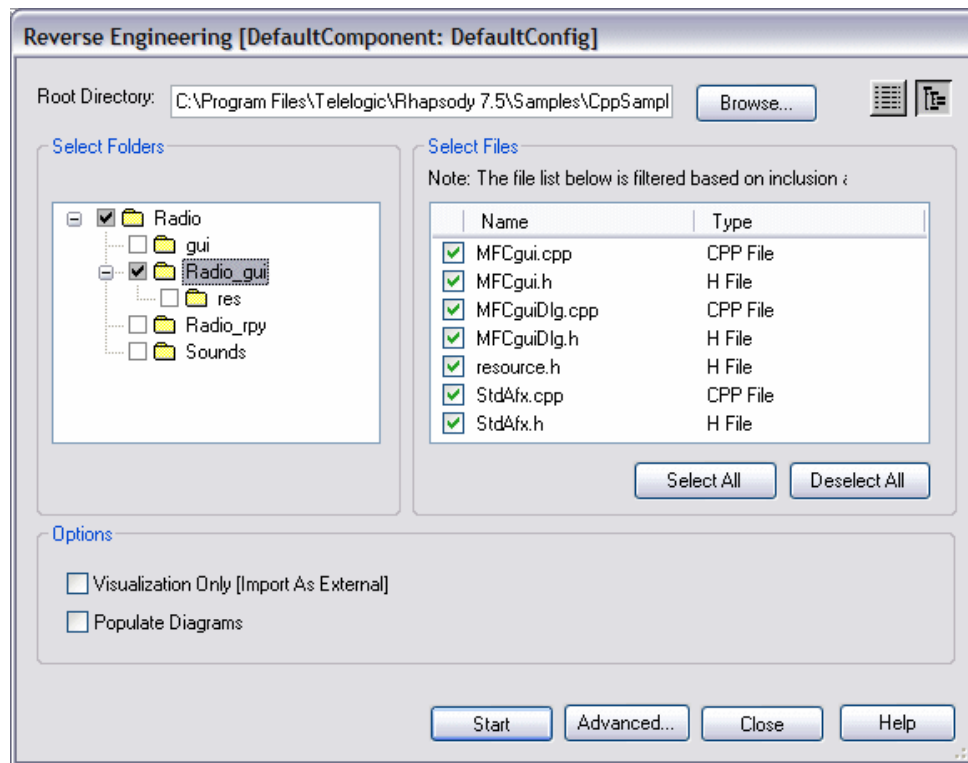 Reverse Engineering [DefaultComponent: DefaultConfig]
Root Directory: C:\Program Files\Telelogic\Rhapsody 7.5\Samples\CppSampl Browse...
Select Folders
Radio
gui
Radio_gui
res
Radio_rpy
Sounds
Select Files
Note: The file list below is filtered based on inclusion a
Name Type
MFCgui.cpp CPP File
MFCgui.h H File
MFCguiDlg.cpp CPP File
MFCguiDlg.h H File
resource.h H File
StdAfx.cpp CPP File
StdAfx.h H File
Select All Deselect All
Options
Visualization Only [Import As External]
Populate Diagrams
Start Advanced... Close Help